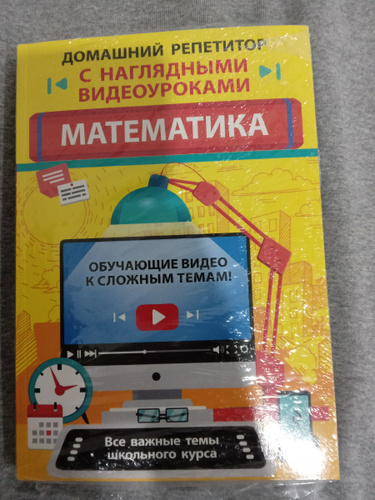 ДОМАШНИЙ РЕПЕТИТОР
С НАГЛЯДНЫМИ
ВИДЕОУРОКАМИ
МАТЕМАТИКА
ОБУЧАЮЩИЕ ВИДЕО
К СЛОЖНЫМ ТЕМАМ!
Все важные темы
школьного курса